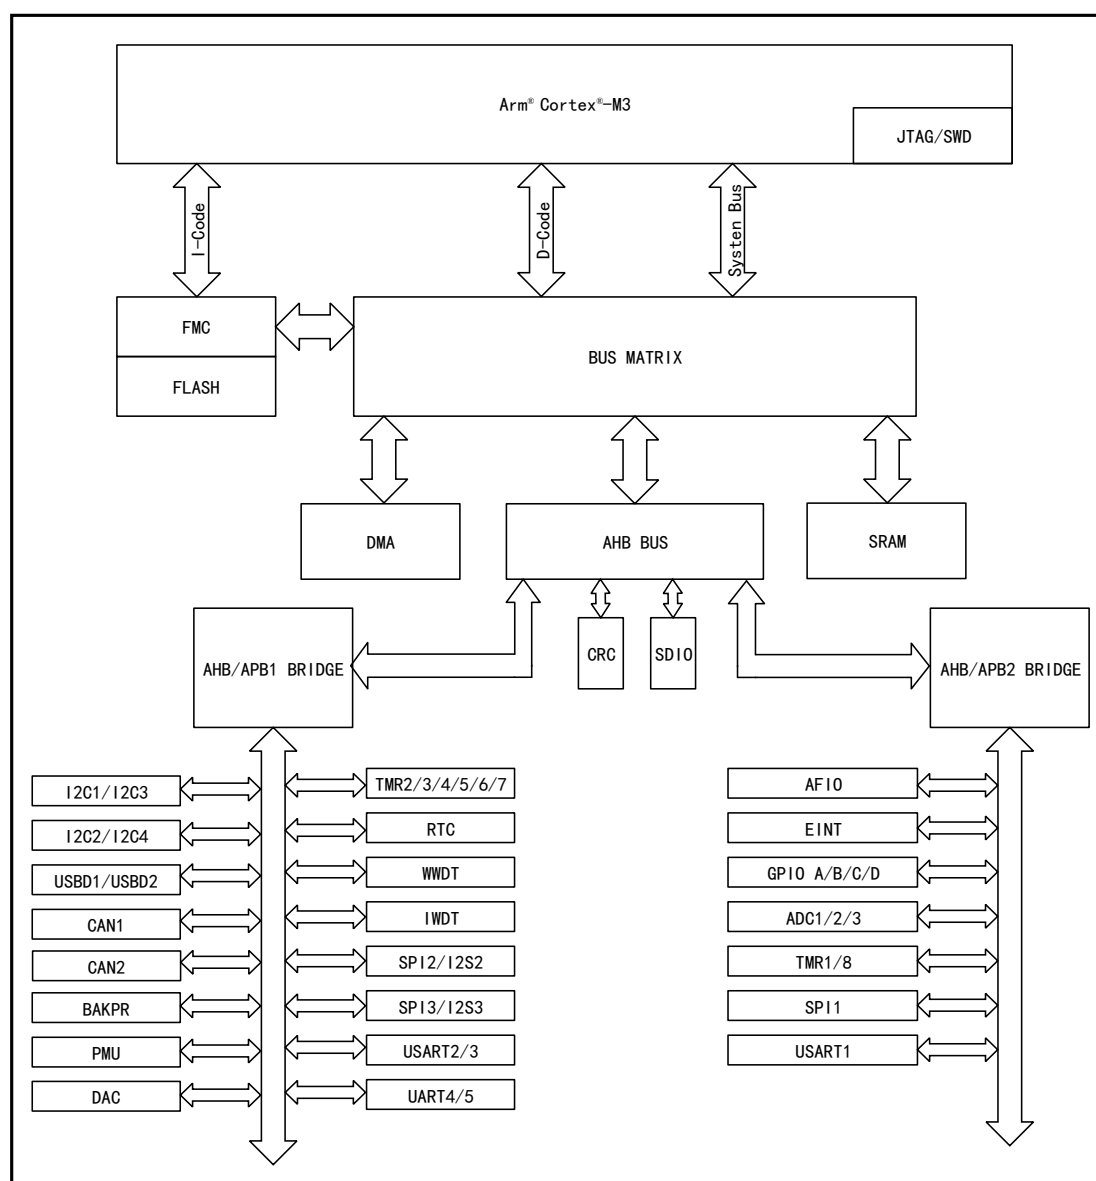 Arm® Cortex®-M3
JTAG/SWD
I-Code
D-Code
Systen Bus
FMC
BUS MATRIX
FLASH
DMA
AHB BUS
SRAM
CRC
SDIO
AHB/APB1 BRIDGE
AHB/APB2 BRIDGE
I2C1/I2C3
TMR2/3/4/5/6/7
AFIO
I2C2/I2C4
RTC
EINT
USBD1/USBD2
WWDT
GPIO A/B/C/D
CAN1
IWDT
ADC1/2/3
CAN2
SPI2/I2S2
TMR1/8
BAKPR
SPI3/I2S3
SPI1
PMU
USART2/3
USART1
DAC
UART4/5